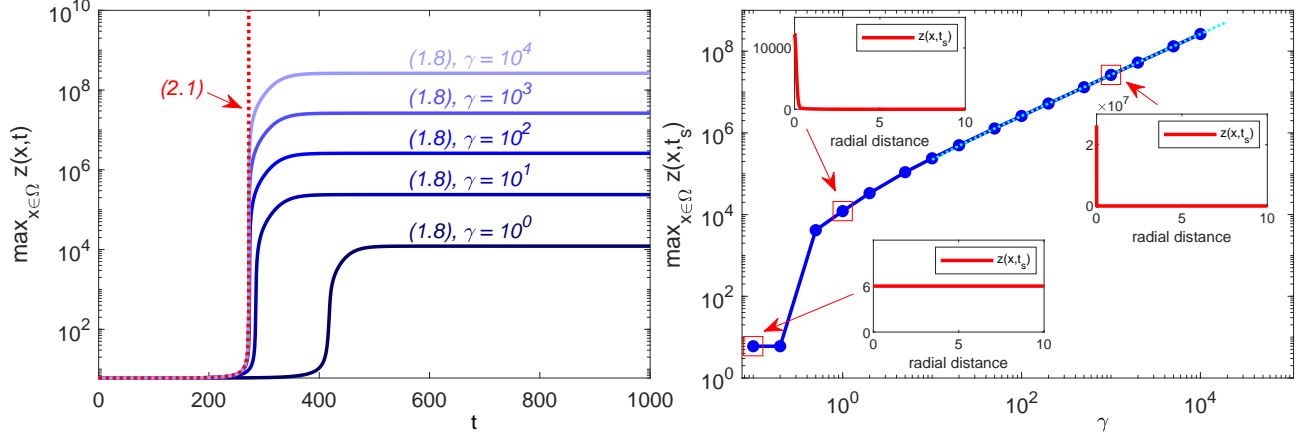 max_{x∈Ω} z(x,t)
10^{10}
10^8
10^6
10^4
10^2
(2.1)
(1.8), γ = 10^4
(1.8), γ = 10^3
(1.8), γ = 10^2
(1.8), γ = 10^1
(1.8), γ = 10^0
0 200 400 600 800 1000
t
max_{x∈Ω} z(x,t_s)
10^8
10^6
10^4
10^2
10^0
10000
0
z(x,t_s)
0 5 10
radial distance
×10^7
2
1
0
z(x,t_s)
0 5 10
radial distance
6
0
z(x,t_s)
0 5 10
radial distance
10^0 10^2 10^4
γ